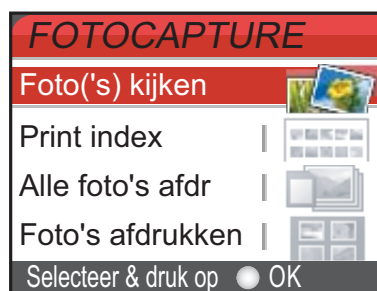 FOTOCAPTURE
Foto('s) kijken
Print index
Alle foto's afdr
Foto's afdrukken
Selecteer & druk op OK